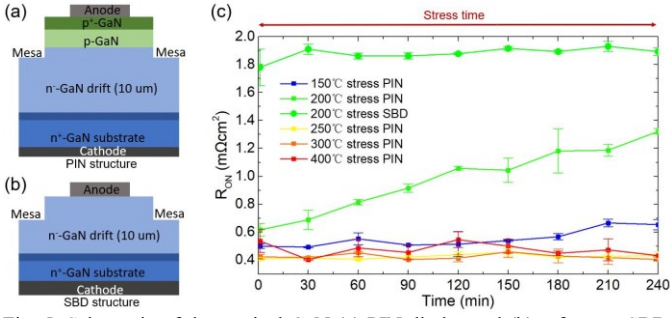 (a)
Anode
p⁺-GaN
p-GaN
Mesa
Mesa
n⁻-GaN drift (10 um)
n⁺-GaN substrate
Cathode
PIN structure
(b)
Anode
Mesa
Mesa
n⁻-GaN drift (10 um)
n⁺-GaN substrate
Cathode
SBD structure
(c)
Stress time
R_ON (mΩcm²)
2.0
1.8
1.6
1.4
1.2
1.0
0.8
0.6
0.4
150℃ stress PIN
200℃ stress PIN
200℃ stress SBD
250℃ stress PIN
300℃ stress PIN
400℃ stress PIN
0 30 60 90 120 150 180 210 240
Time (min)